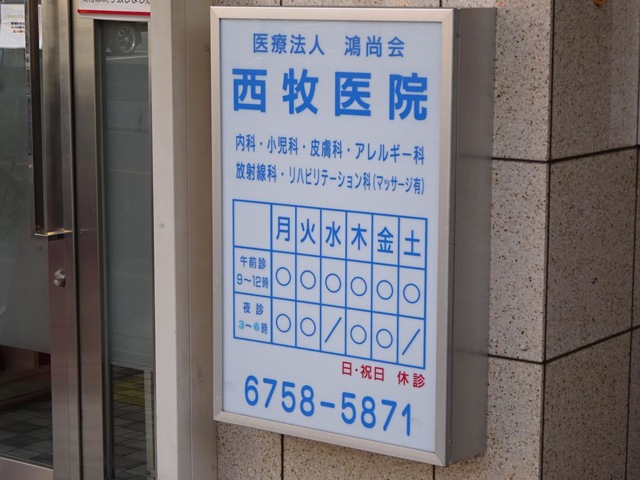 医療法人 鴻尚会
西牧医院
内科・小児科・皮膚科・アレルギー科
放射線科・リハビリテーション科(マッサージ有)
月 火 水 木 金 土
午前診 9〜12時 ○ ○ ○ ○ ○ ○
夜診 3〜6時 ○ ○ ／ ○ ○ ／
日・祝日 休診
6758-5871